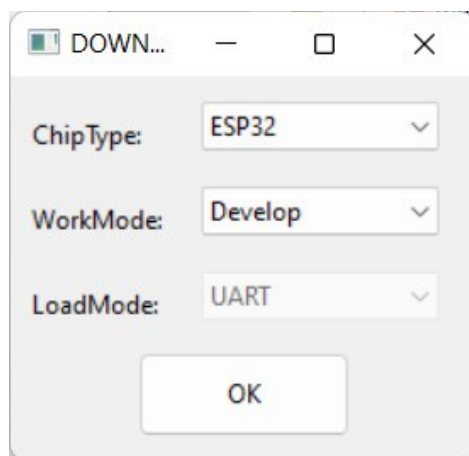 DOWN...
ChipType: ESP32
WorkMode: Develop
LoadMode: UART
OK